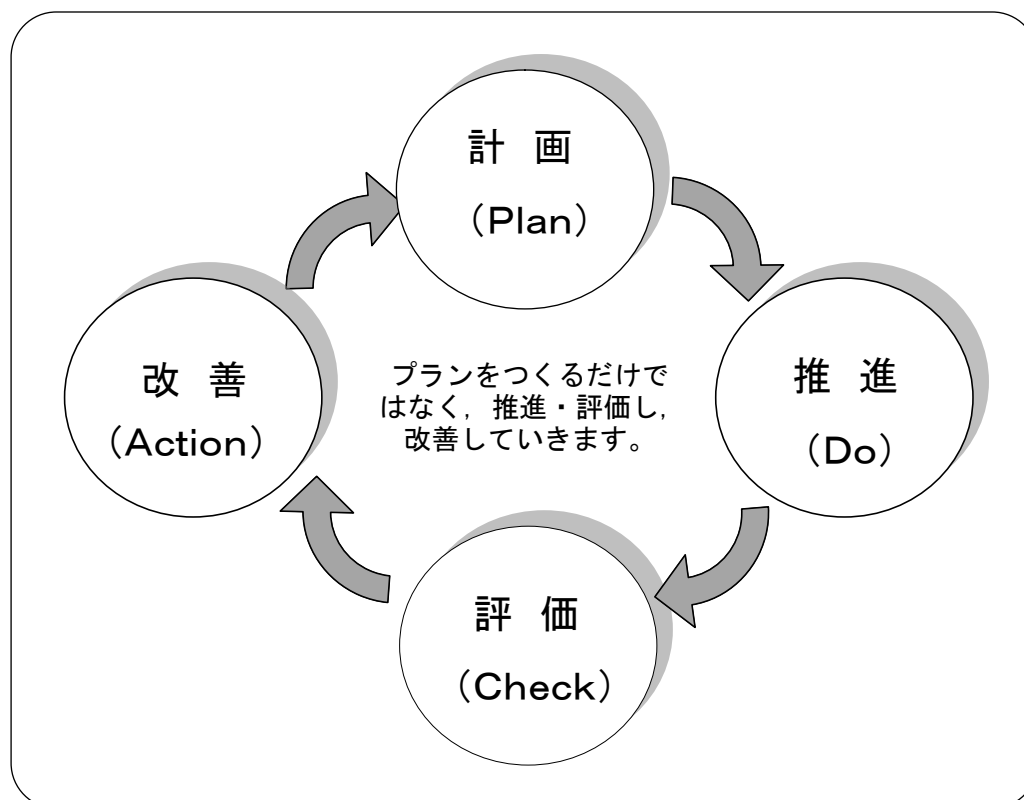 計 画
（Plan）
推 進
（Do）
評 価
（Check）
改 善
（Action）
プランをつくるだけで
はなく，推進・評価し，
改善していきます。